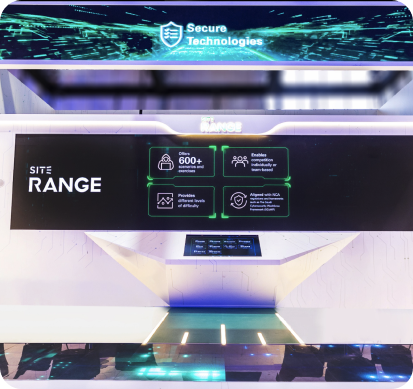 Secure
Technologies
RANGE
SITE
RANGE
Offers
600+
scenarios and
exercises
Enables
competition
individually or
team-based
Provides
different levels
of difficulty
Aligned with NCA